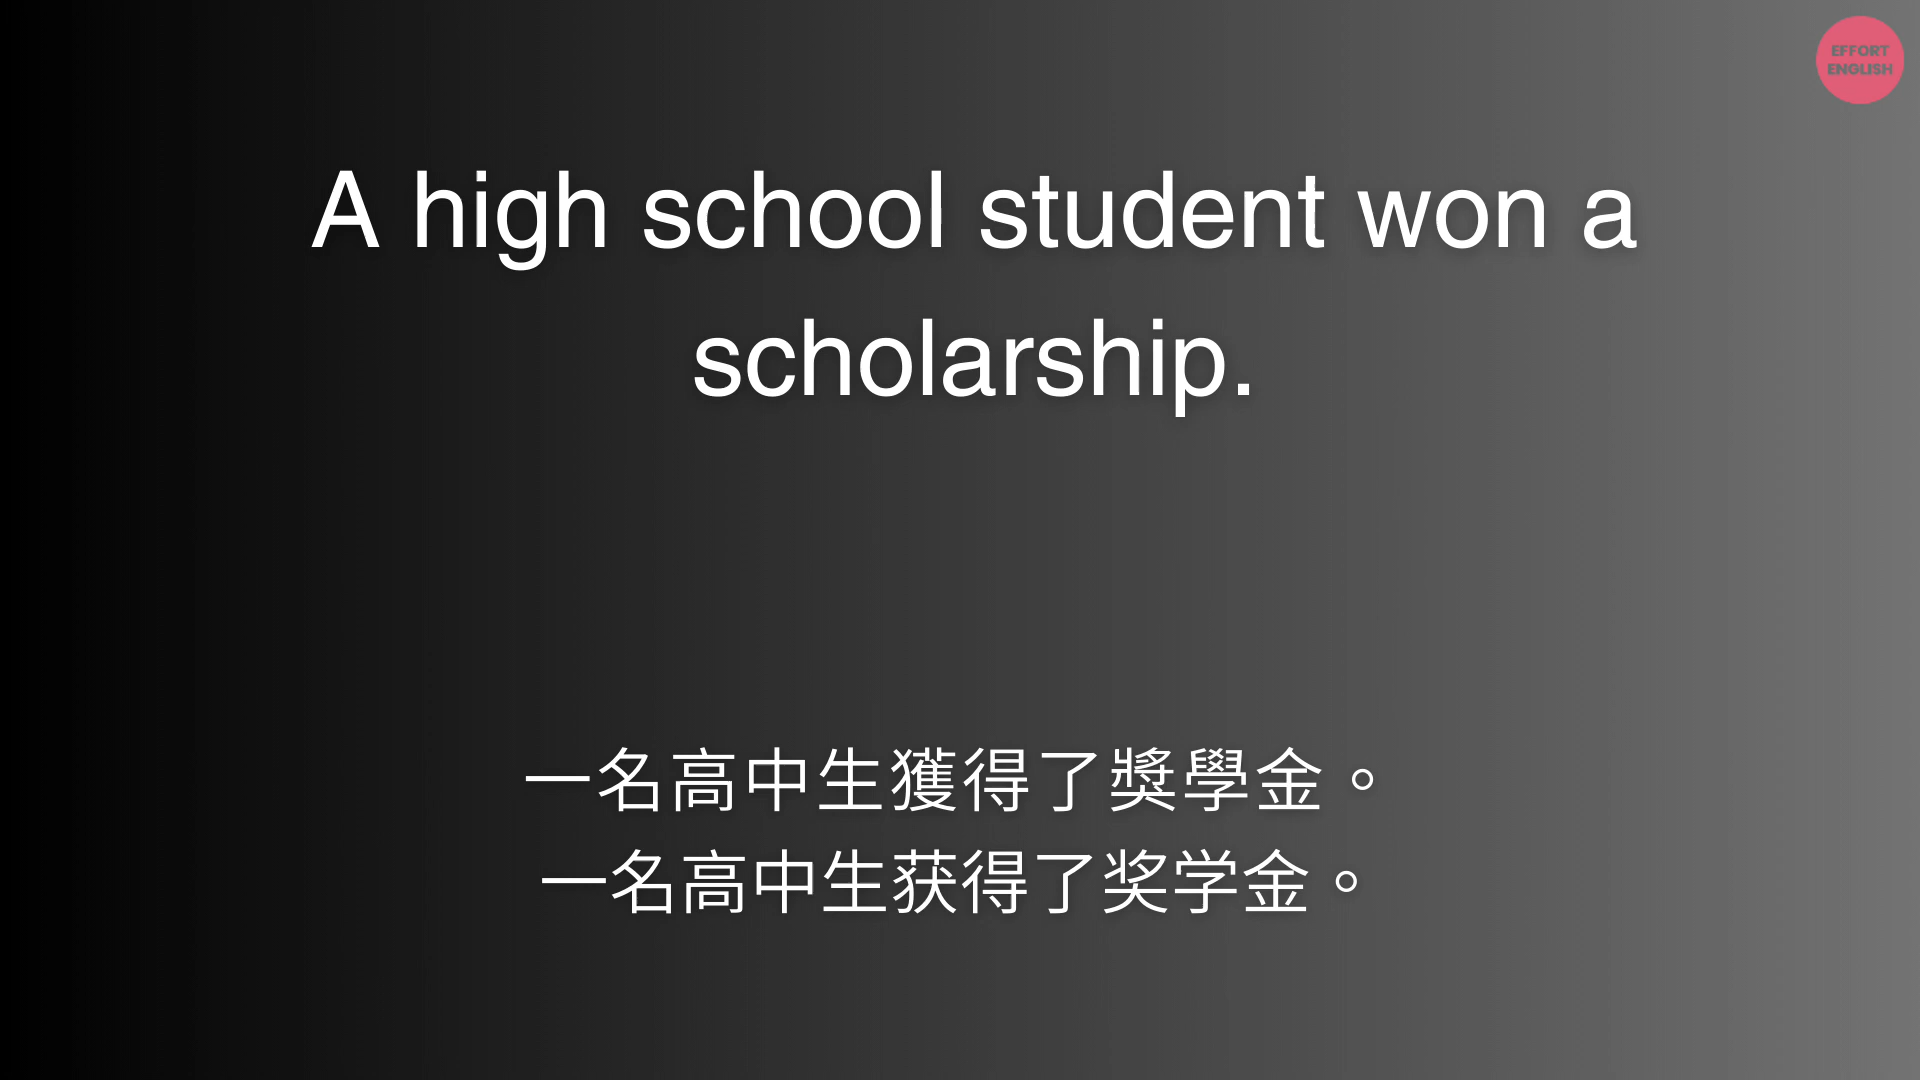 EFFORT
ENGLISH
A high school student won a
scholarship.
一名高中生獲得了獎學金。
一名高中生获得了奖学金。